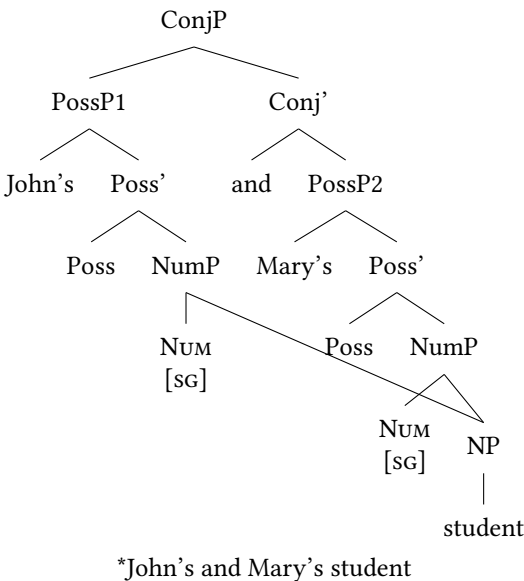 ConjP
PossP1 Conj’
John’s Poss’ and PossP2
Poss NumP Mary’s Poss’
Num Poss NumP
[sg]
Num NP
[sg]
student
*John’s and Mary’s student